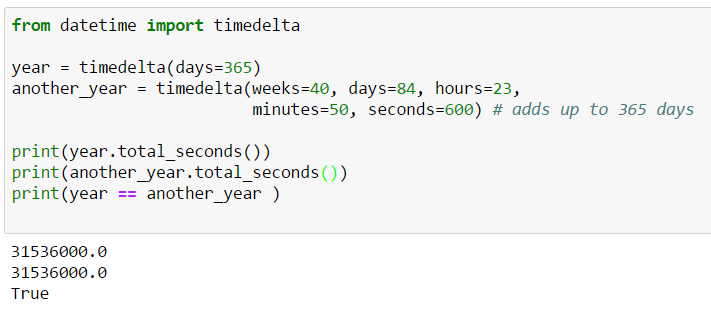 from datetime import timedelta
year = timedelta(days=365)
another_year = timedelta(weeks=40, days=84, hours=23,
minutes=50, seconds=600) # adds up to 365 days
print(year.total_seconds())
print(another_year.total_seconds())
print(year == another_year )
31536000.0
31536000.0
True